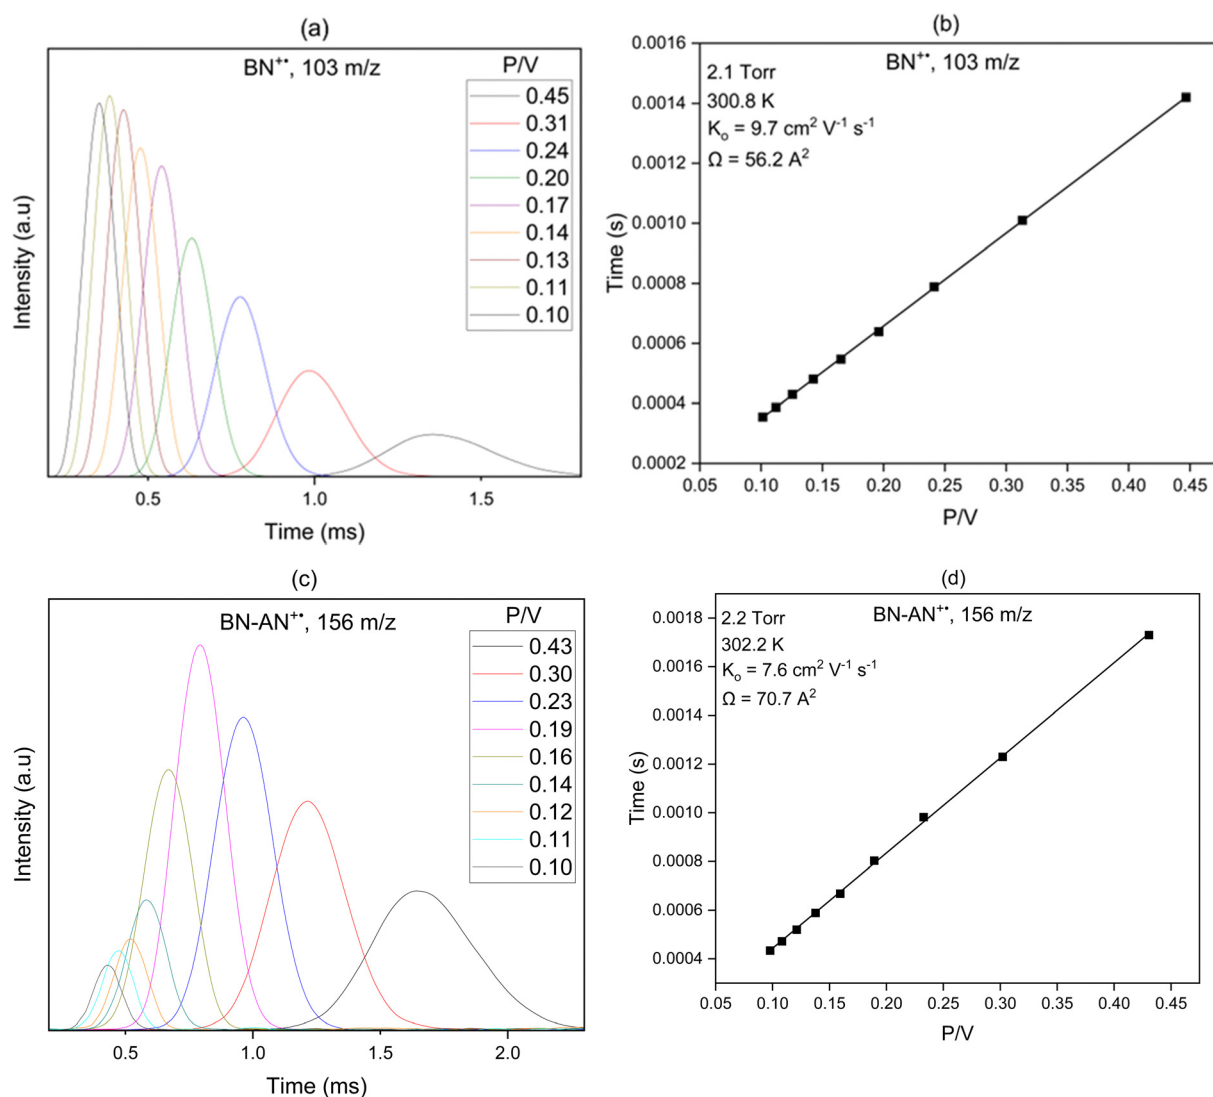 (a)
BN⁺•, 103 m/z
P/V
0.45
0.31
0.24
0.20
0.17
0.14
0.13
0.11
0.10
Intensity (a.u)
0.5
1.0
1.5
Time (ms)
(b)
BN⁺•, 103 m/z
2.1 Torr
300.8 K
Kₒ = 9.7 cm² V⁻¹ s⁻¹
Ω = 56.2 A²
Time (s)
0.0016
0.0014
0.0012
0.0010
0.0008
0.0006
0.0004
0.0002
0.05
0.10
0.15
0.20
0.25
0.30
0.35
0.40
0.45
P/V
(c)
BN-AN⁺•, 156 m/z
P/V
0.43
0.30
0.23
0.19
0.16
0.14
0.12
0.11
0.10
Intensity (a.u)
0.5
1.0
1.5
2.0
Time (ms)
(d)
BN-AN⁺•, 156 m/z
2.2 Torr
302.2 K
Kₒ = 7.6 cm² V⁻¹ s⁻¹
Ω = 70.7 A²
Time (s)
0.0018
0.0016
0.0014
0.0012
0.0010
0.0008
0.0006
0.0004
0.05
0.10
0.15
0.20
0.25
0.30
0.35
0.40
0.45
P/V